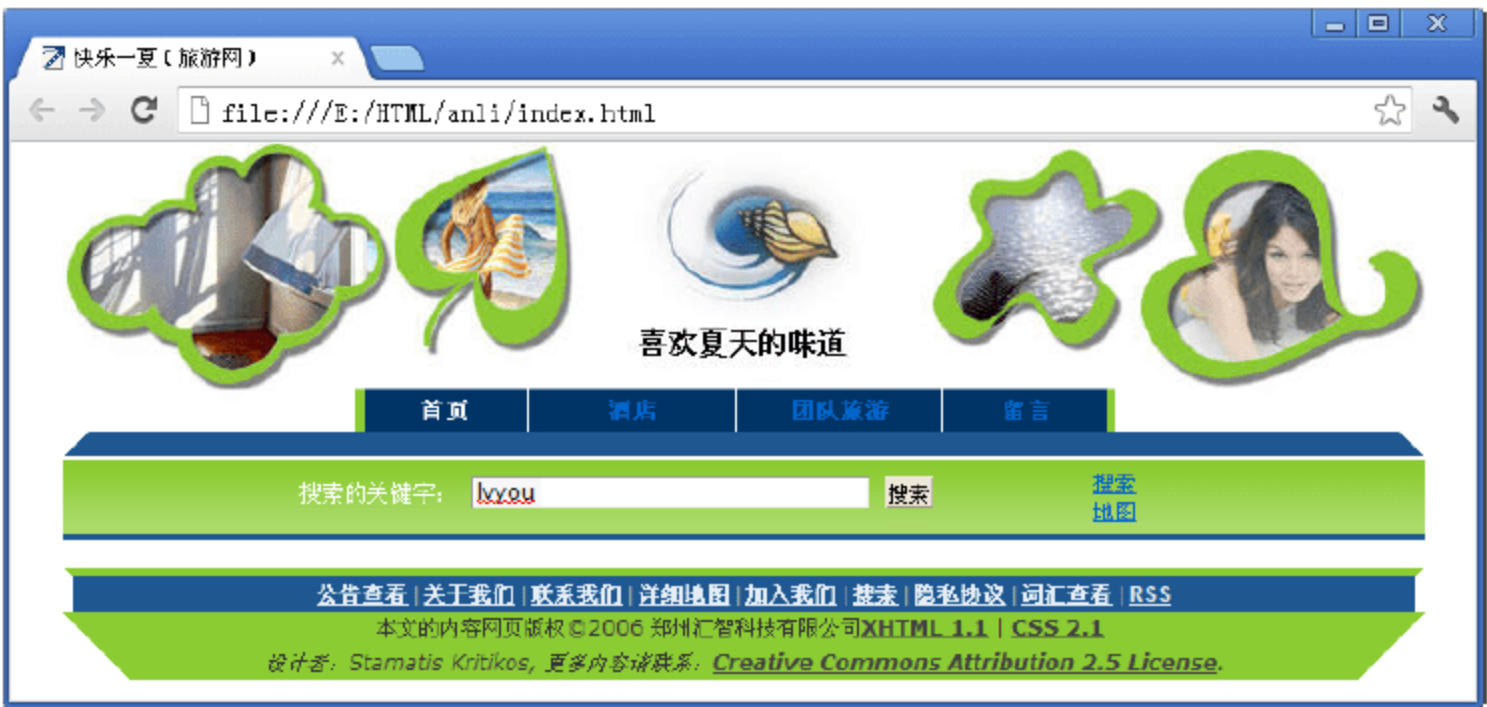 快乐一夏(旅游网)
file:///E:/HTML/anli/index.html
喜欢夏天的味道
首页 酒店 团队旅游 留言
搜索的关键字： lvyou 搜索 搜索
地图
公告查看 | 关于我们 | 联系我们 | 详细地图 | 加入我们 | 搜索 | 隐私协议 | 词汇查看 | RSS
本文的内容网页版权©2006 郑州汇智科技有限公司XHTML 1.1 | CSS 2.1
设计者：Stamatis Kritikos, 更多内容请联系：Creative Commons Attribution 2.5 License.